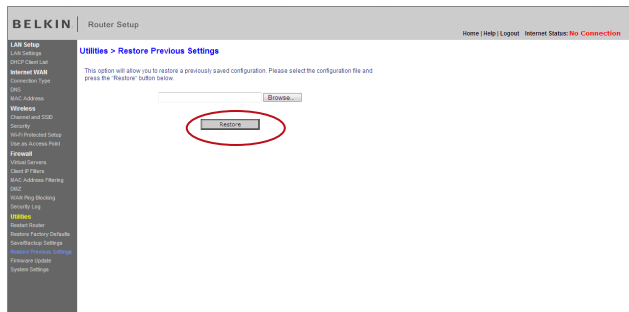 BELKIN. Router Setup
Home | Help | Logout Internet Status: No Connection
LAN Setup
LAN Settings
DHCP Client List
Internet WAN
Connection Type
DNS
MAC Address
Wireless
Channel and SSID
Security
Wi-Fi Protected Setup
Use as Access Point
Firewall
Virtual Servers
Client IP Filters
MAC Address Filtering
DMZ
WAN Ping Blocking
Security Log
Utilities
Restart Router
Restore Factory Defaults
Save/Backup Settings
Restore Previous Settings
Firmware Update
System Settings
Utilities > Restore Previous Settings
This option will allow you to restore a previously saved configuration. Please select the configuration file and
press the "Restore" button below.
Browse...
Restore